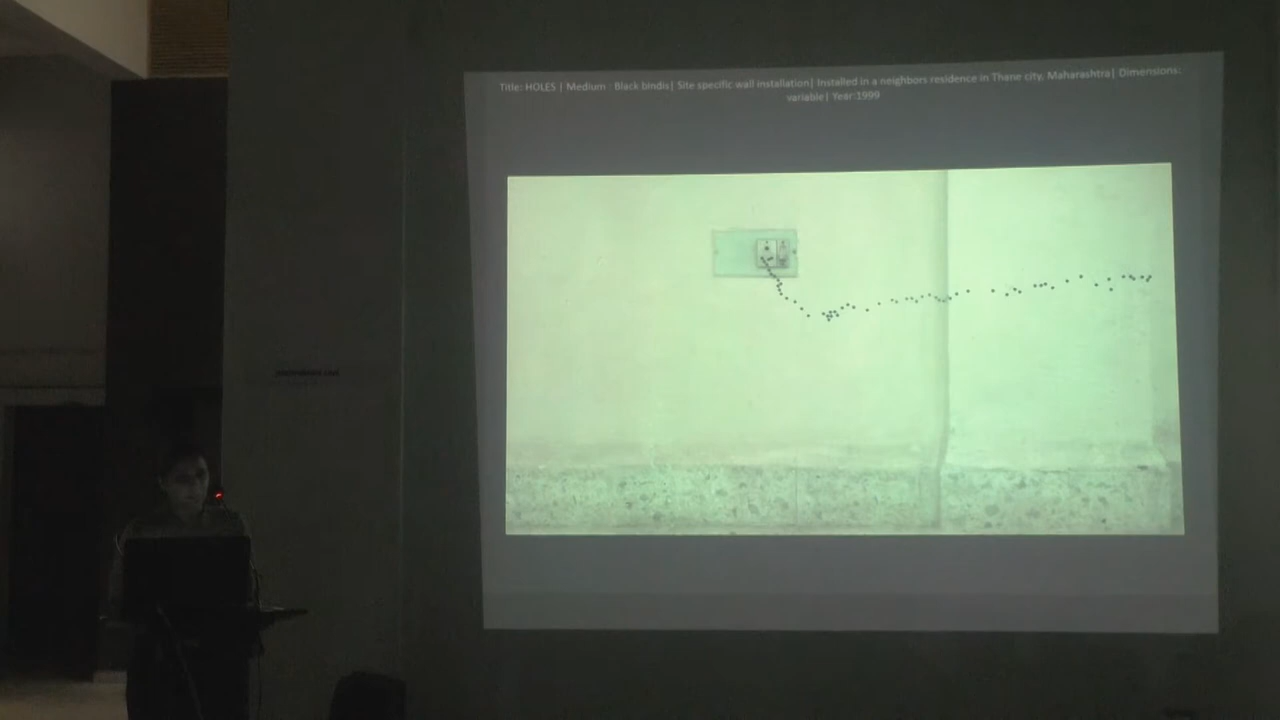 Title: HOLES | Medium : Black bindis| Site specific wall installation| Installed in a neighbors residence in Thane city, Maharashtra| Dimensions:
variable| Year:1999